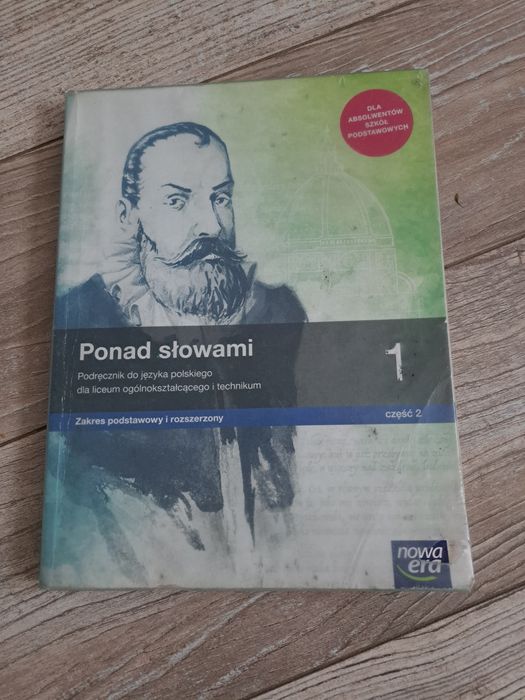 DLA
ABSOLWENTÓW
SZKÓŁ
PODSTAWOWYCH
Ponad słowami
1
Podręcznik do języka polskiego
dla liceum ogólnokształcącego i technikum
Zakres podstawowy i rozszerzony
część 2
nowa
era